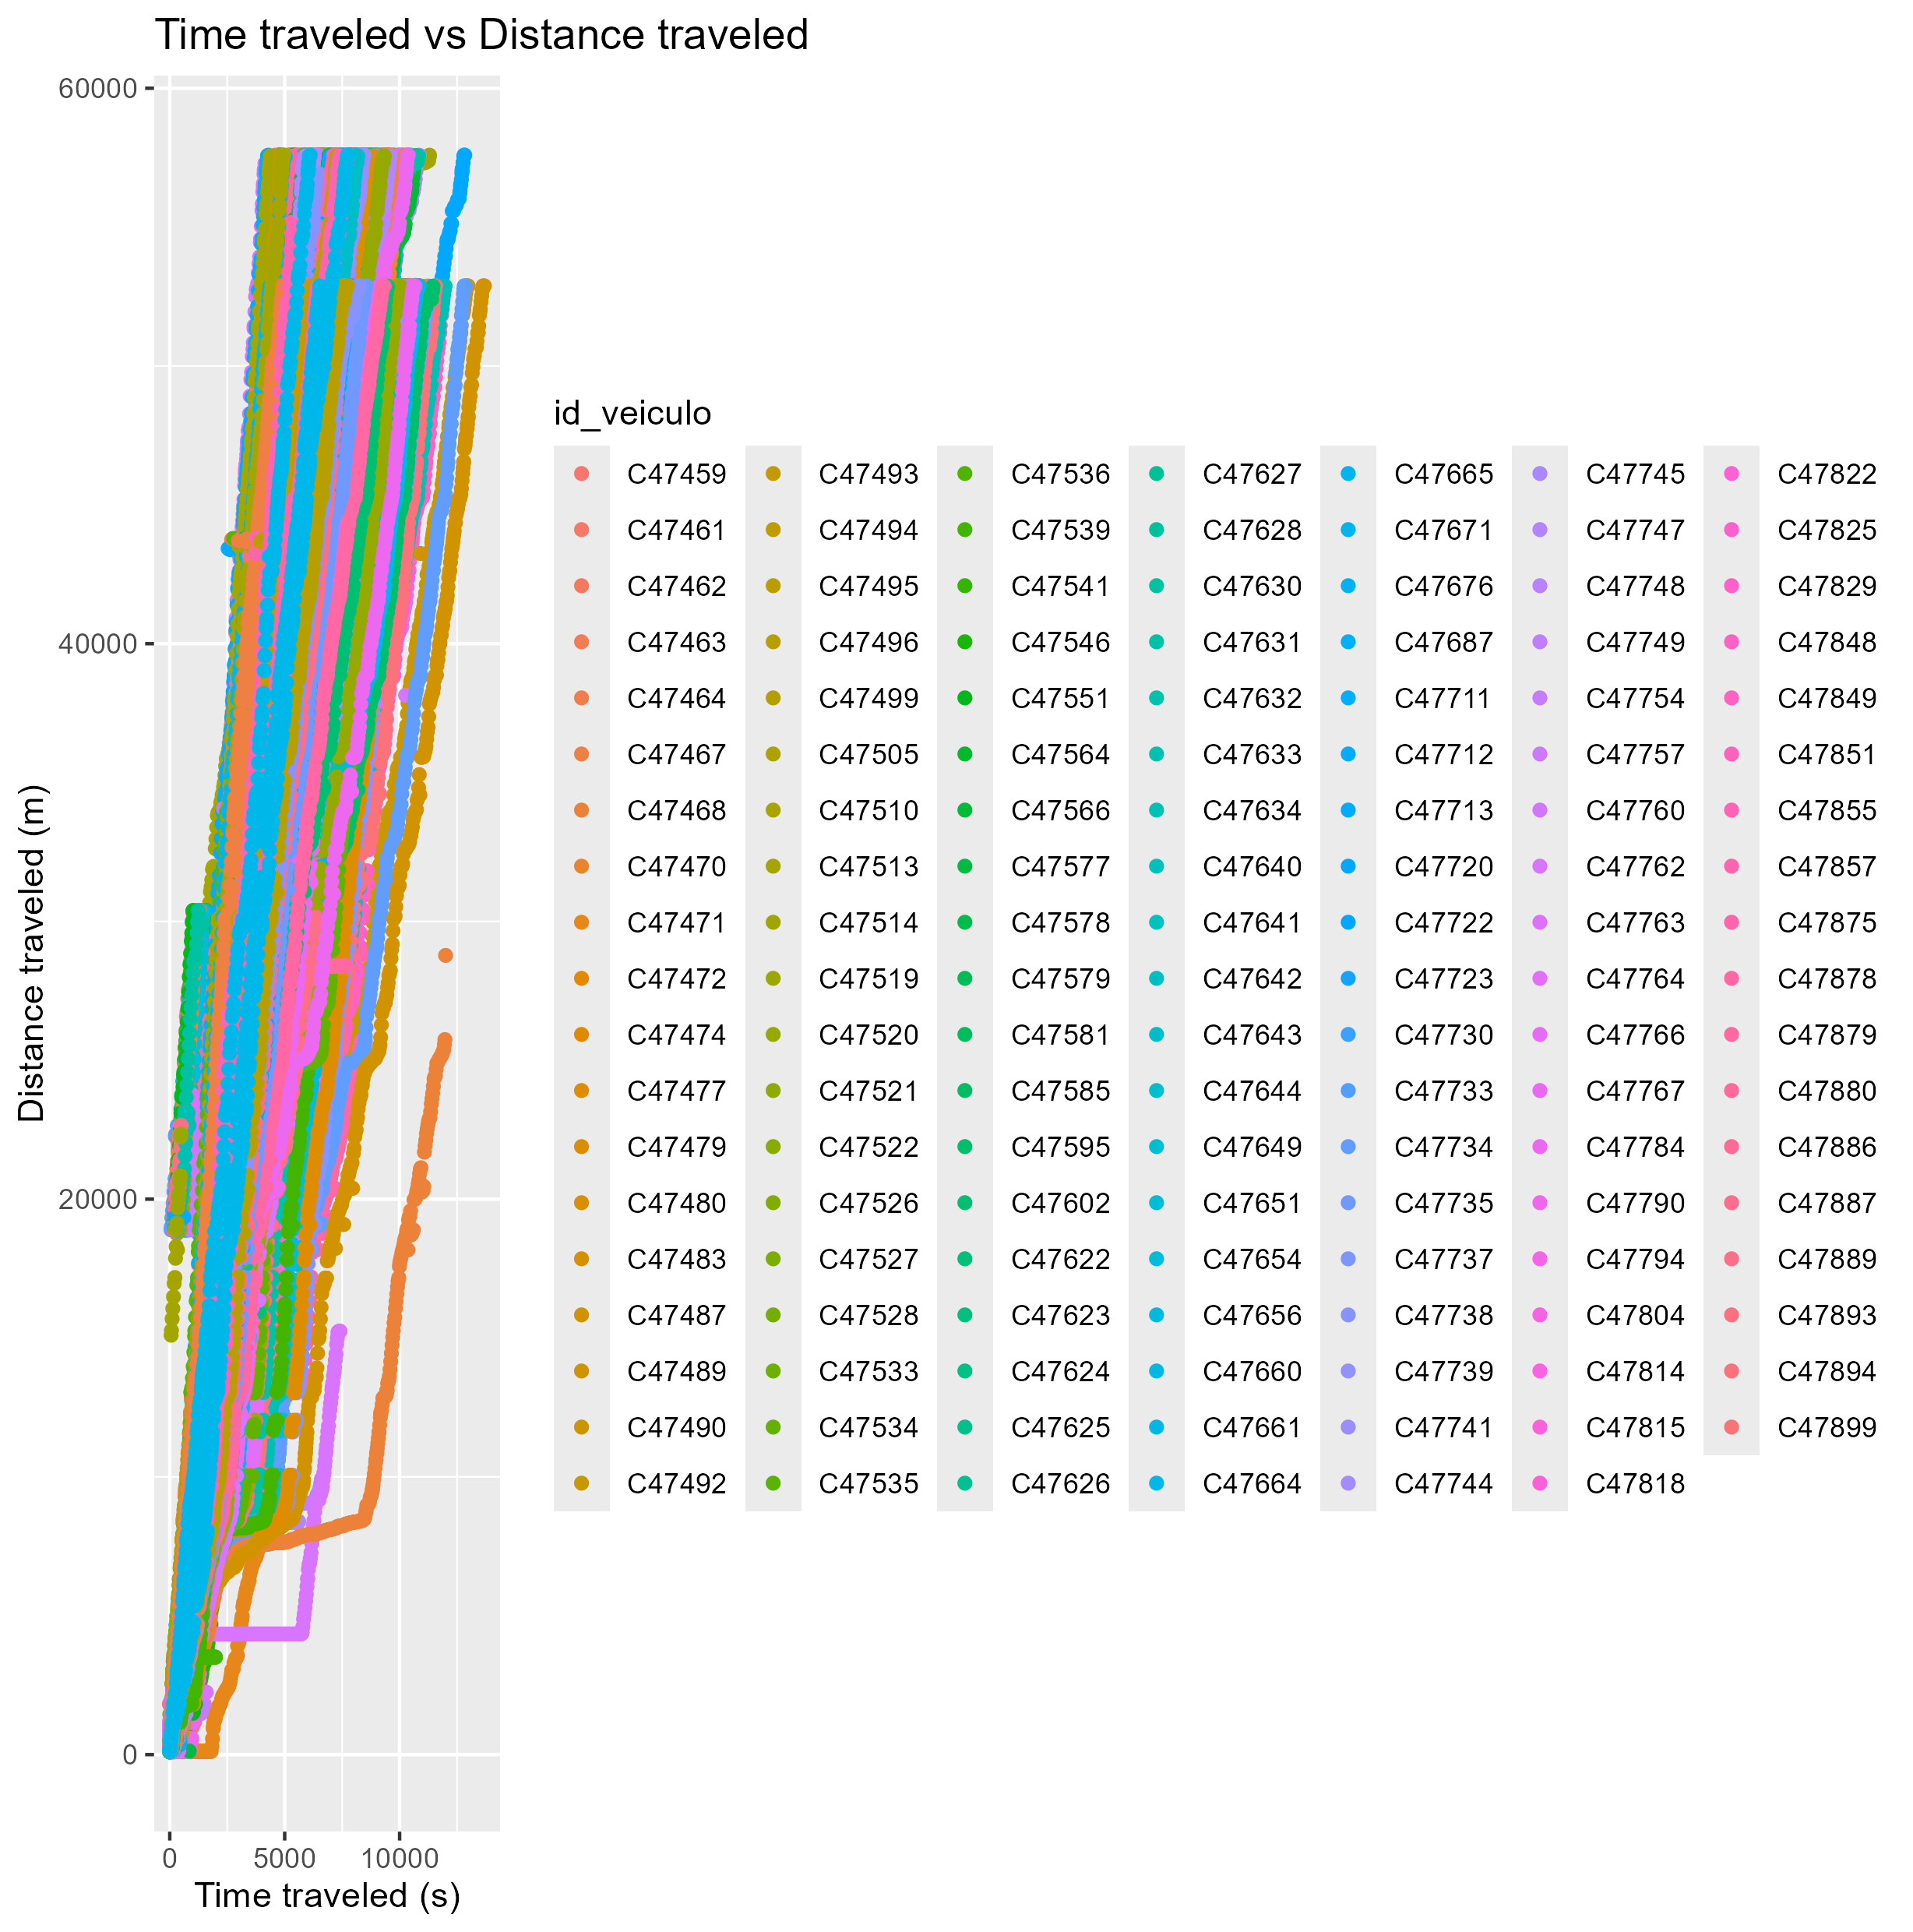 Time traveled vs Distance traveled
60000
40000
20000
0
Distance traveled (m)
0 5000 10000
Time traveled (s)
id_veiculo
C47459 C47493 C47536 C47627 C47665 C47745 C47822
C47461 C47494 C47539 C47628 C47671 C47747 C47825
C47462 C47495 C47541 C47630 C47676 C47748 C47829
C47463 C47496 C47546 C47631 C47687 C47749 C47848
C47464 C47499 C47551 C47632 C47711 C47754 C47849
C47467 C47505 C47564 C47633 C47712 C47757 C47851
C47468 C47510 C47566 C47634 C47713 C47760 C47855
C47470 C47513 C47577 C47640 C47720 C47762 C47857
C47471 C47514 C47578 C47641 C47722 C47763 C47875
C47472 C47519 C47579 C47642 C47723 C47764 C47878
C47474 C47520 C47581 C47643 C47730 C47766 C47879
C47477 C47521 C47585 C47644 C47733 C47767 C47880
C47479 C47522 C47595 C47649 C47734 C47784 C47886
C47480 C47526 C47602 C47651 C47735 C47790 C47887
C47483 C47527 C47622 C47654 C47737 C47794 C47889
C47487 C47528 C47623 C47656 C47738 C47804 C47893
C47489 C47533 C47624 C47660 C47739 C47814 C47894
C47490 C47534 C47625 C47661 C47741 C47815 C47899
C47492 C47535 C47626 C47664 C47744 C47818